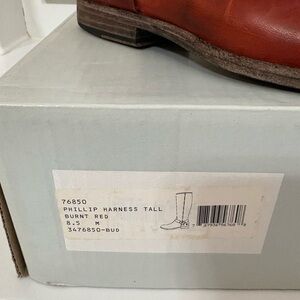 76850
PHILLIP HARNESS TALL
BURNT RED
8.5 M
3476850-BUD